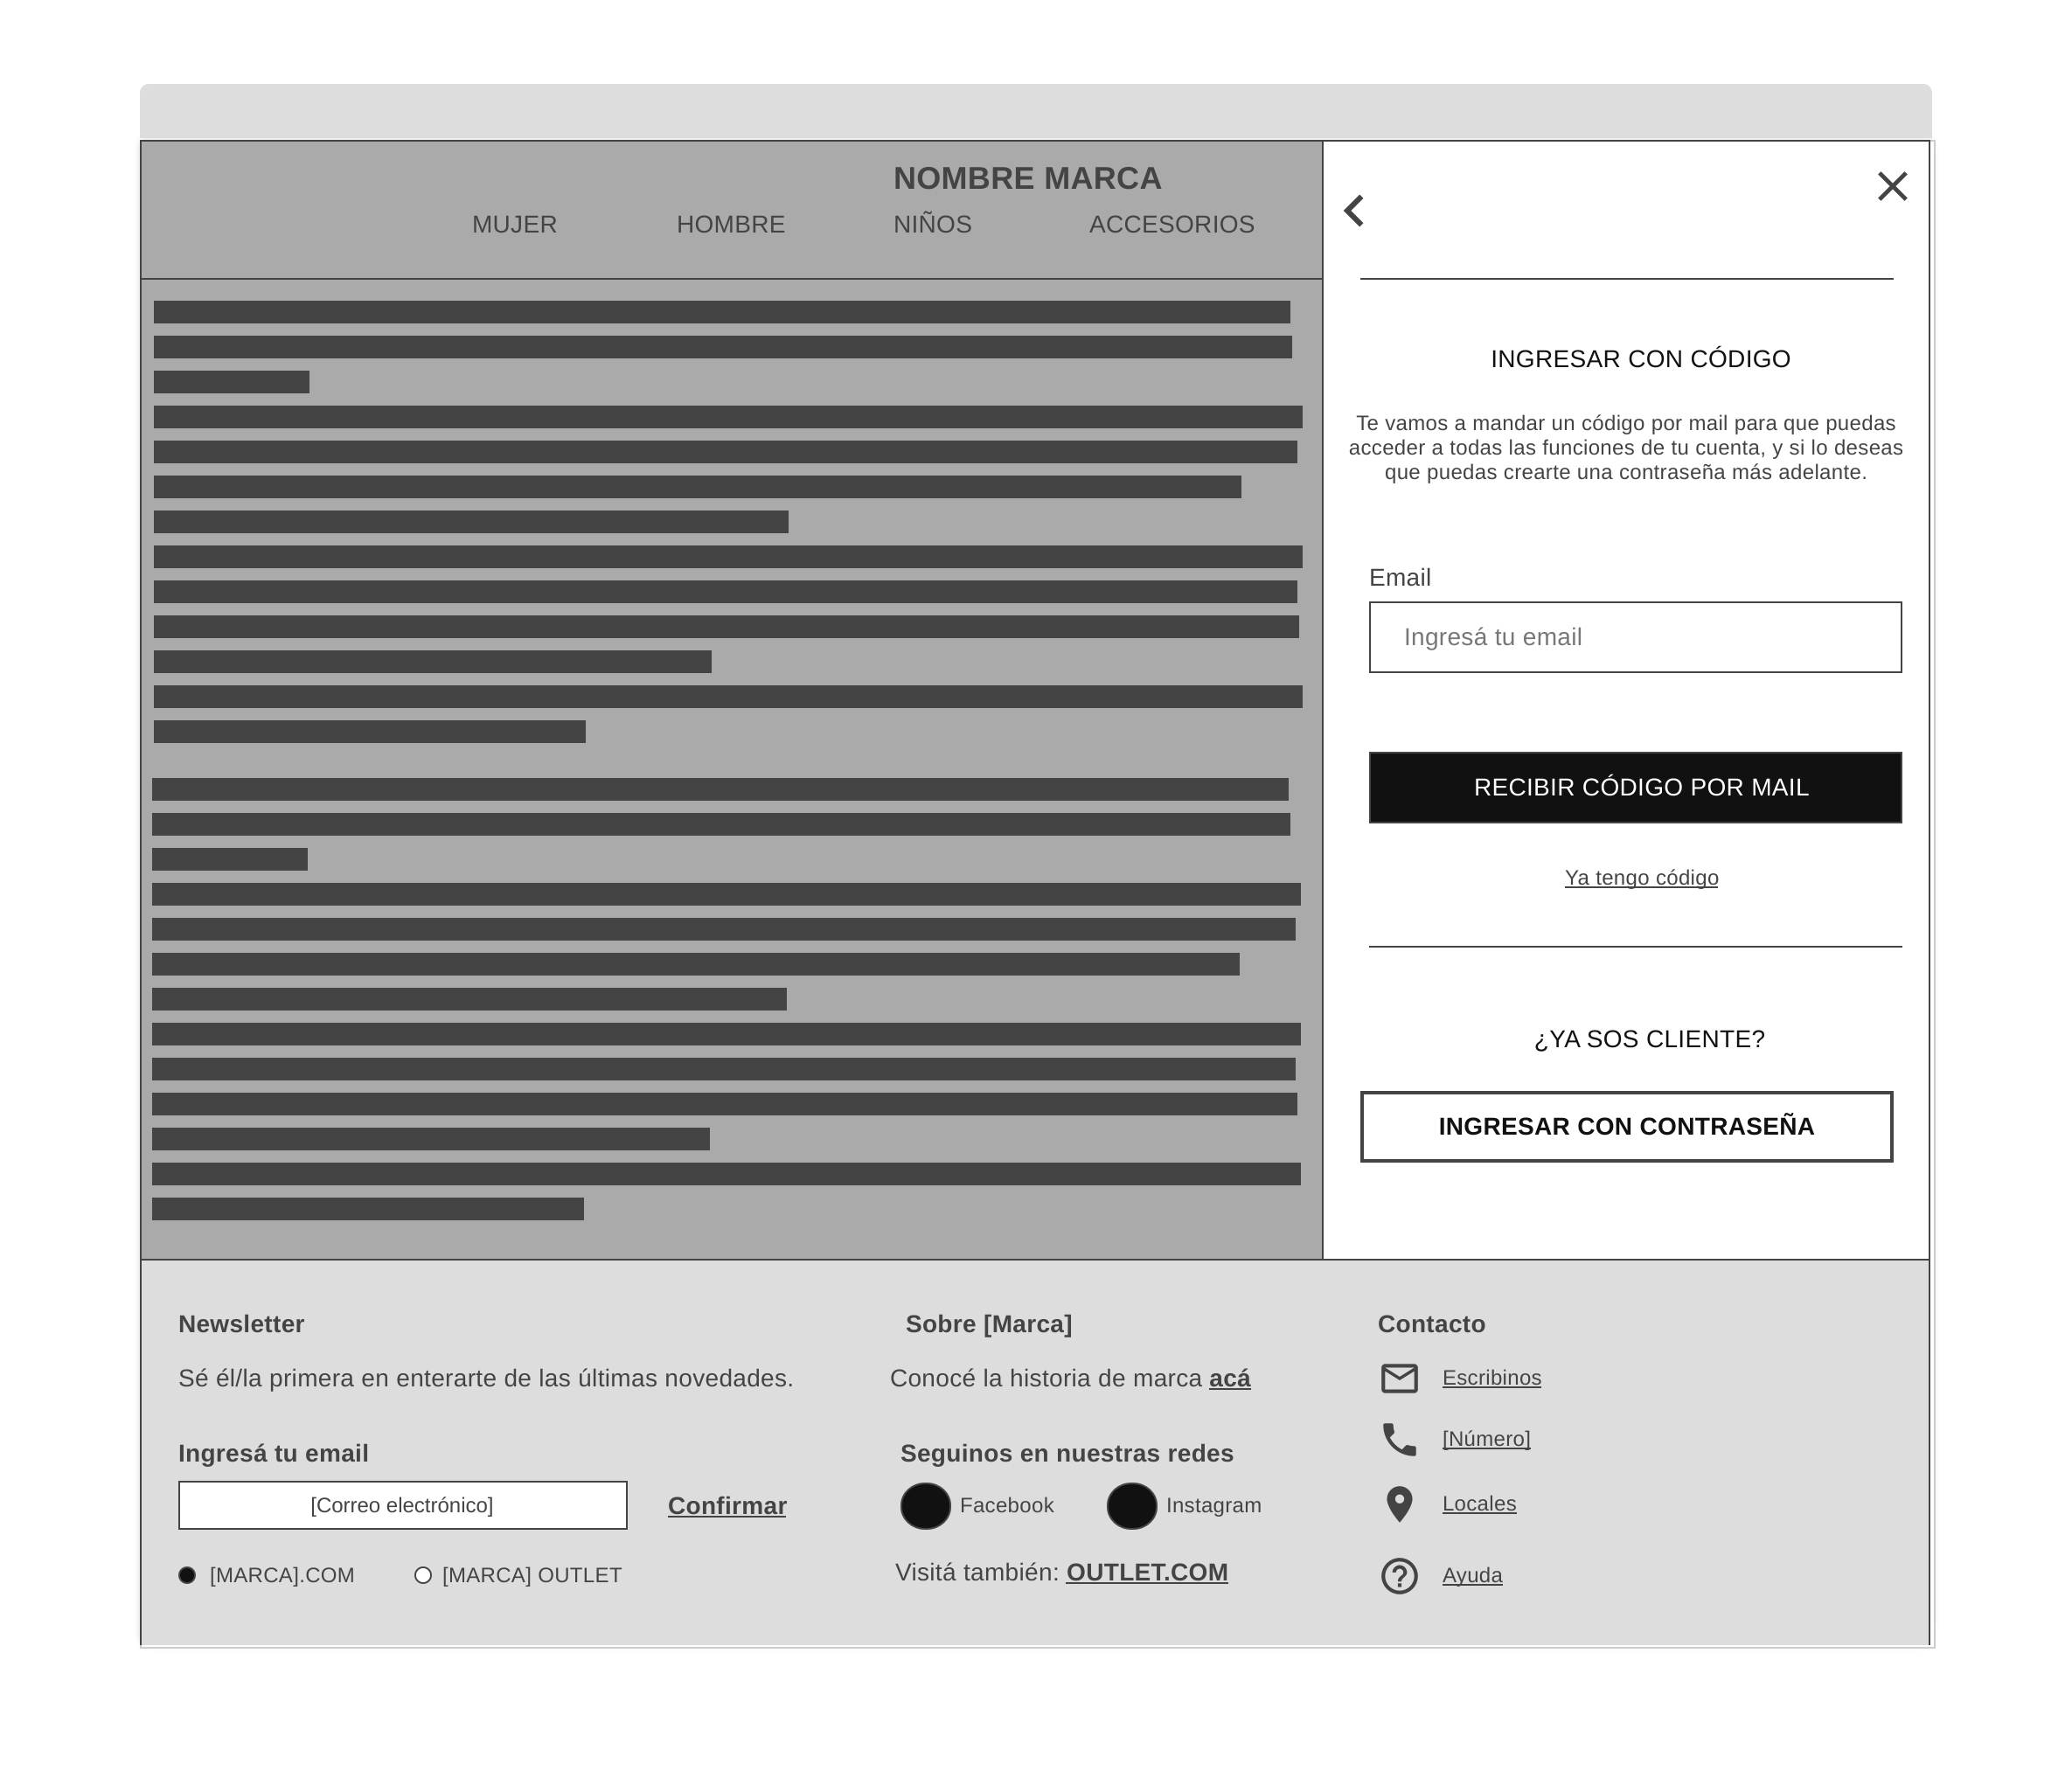 NOMBRE MARCA
MUJER HOMBRE NIÑOS ACCESORIOS
INGRESAR CON CÓDIGO
Te vamos a mandar un código por mail para que puedas
acceder a todas las funciones de tu cuenta, y si lo deseas
que puedas crearte una contraseña más adelante.
Email
Ingresá tu email
RECIBIR CÓDIGO POR MAIL
Ya tengo código
¿YA SOS CLIENTE?
INGRESAR CON CONTRASEÑA
Newsletter
Sé él/la primera en enterarte de las últimas novedades.
Ingresá tu email
[Correo electrónico] Confirmar
[MARCA].COM [MARCA] OUTLET
Sobre [Marca]
Conocé la historia de marca acá
Seguinos en nuestras redes
Facebook Instagram
Visitá también: OUTLET.COM
Contacto
Escribinos
[Número]
Locales
Ayuda